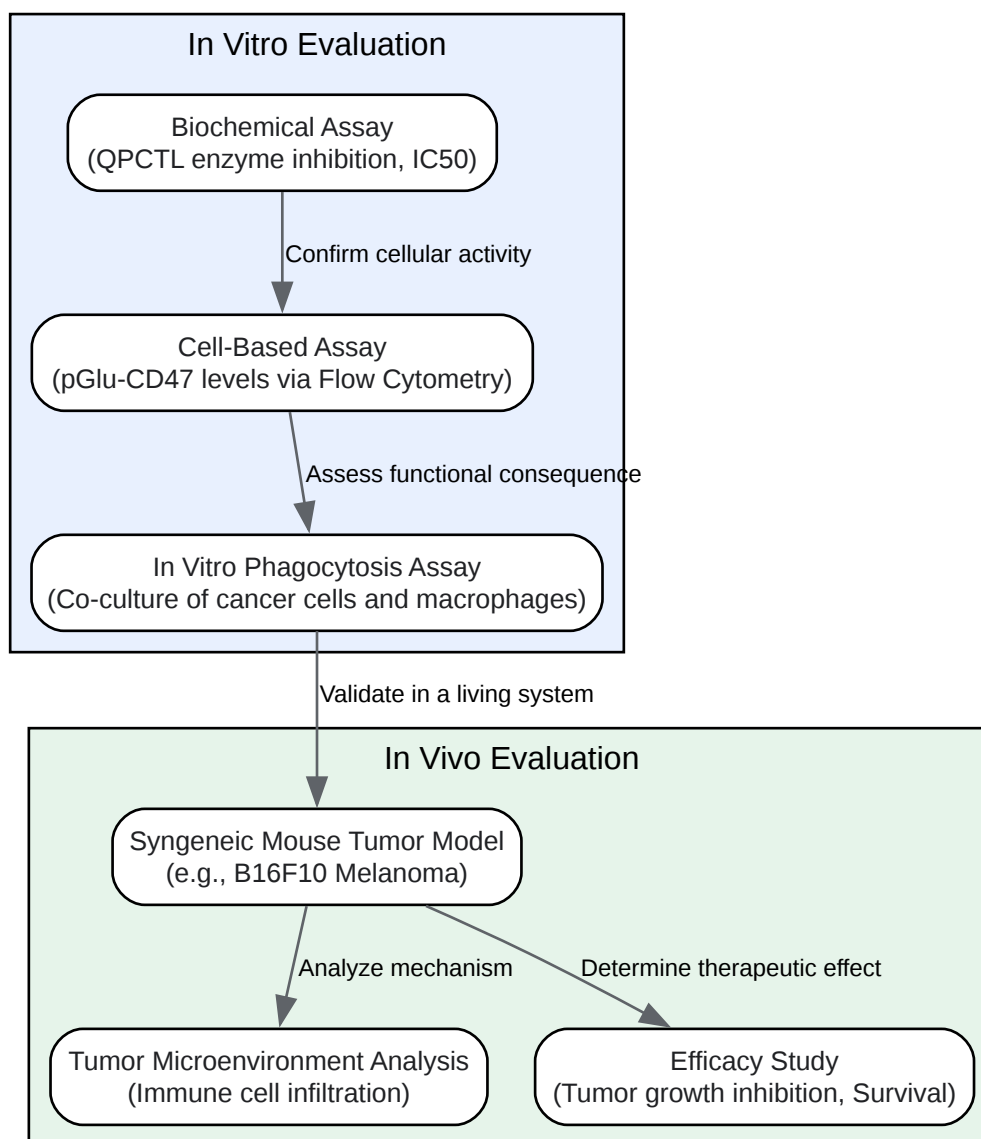 In Vitro Evaluation
Biochemical Assay
(QPCTL enzyme inhibition, IC50)
Confirm cellular activity
Cell-Based Assay
(pGlu-CD47 levels via Flow Cytometry)
Assess functional consequence
In Vitro Phagocytosis Assay
(Co-culture of cancer cells and macrophages)
Validate in a living system
In Vivo Evaluation
Syngeneic Mouse Tumor Model
(e.g., B16F10 Melanoma)
Analyze mechanism
Determine therapeutic effect
Tumor Microenvironment Analysis
(Immune cell infiltration)
Efficacy Study
(Tumor growth inhibition, Survival)